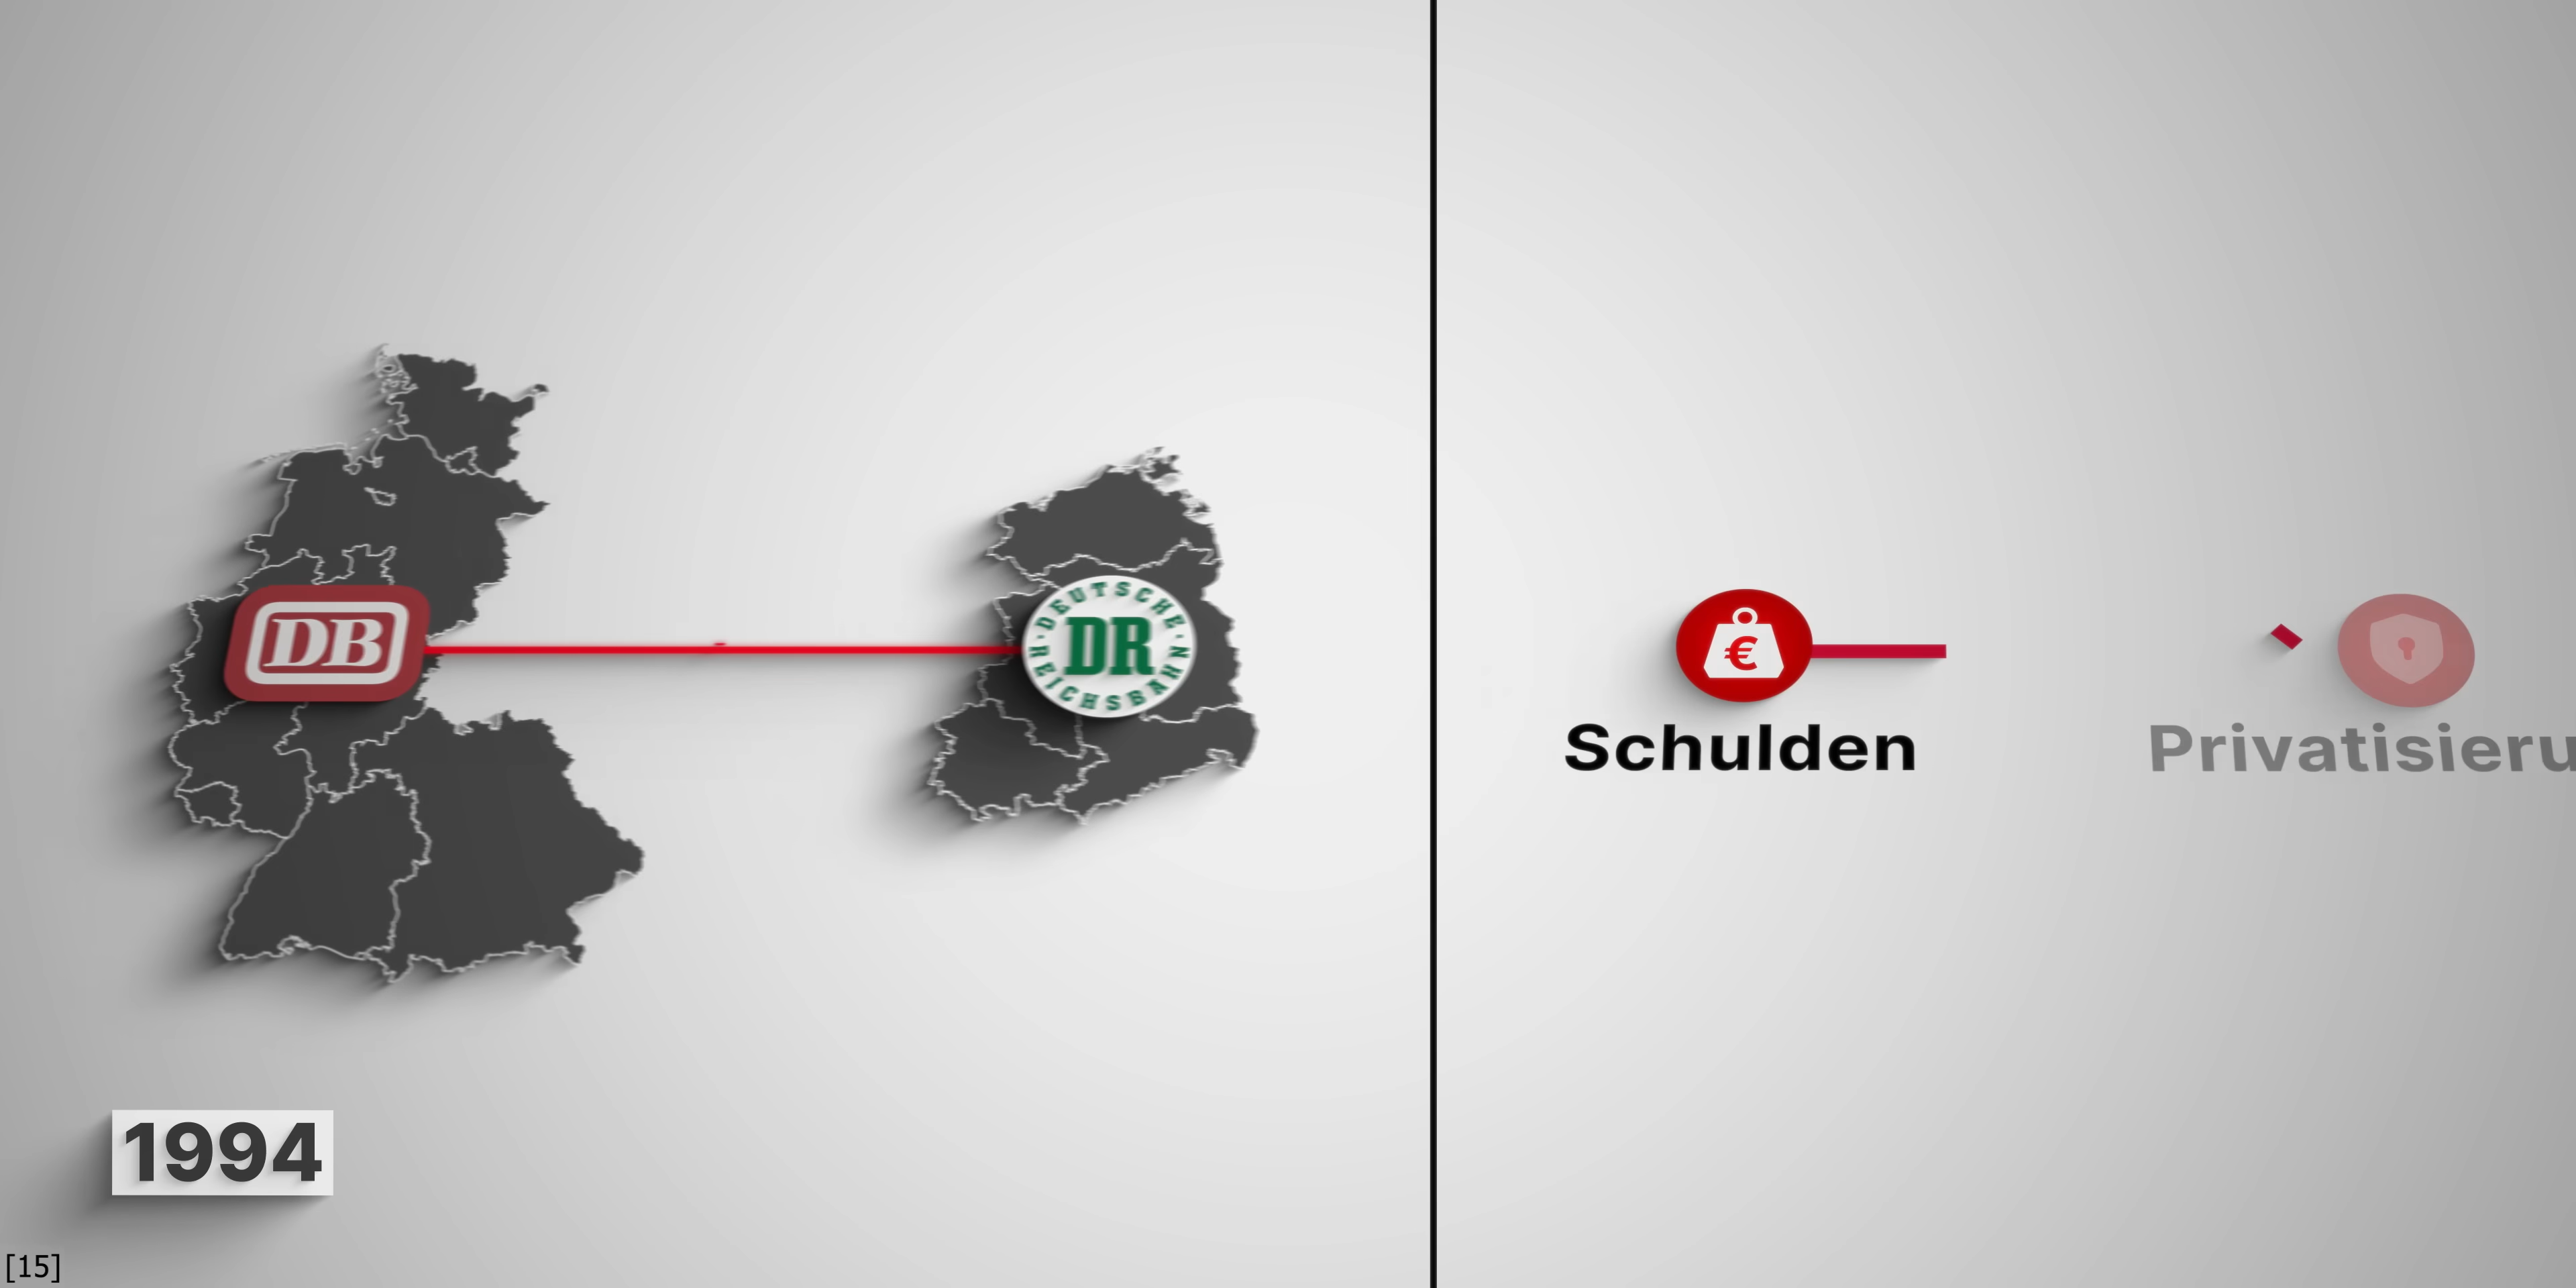 DB
DEUTSCHE
DR
REICHSBAHN
€
Schulden
Privatisieru
1994
[15]